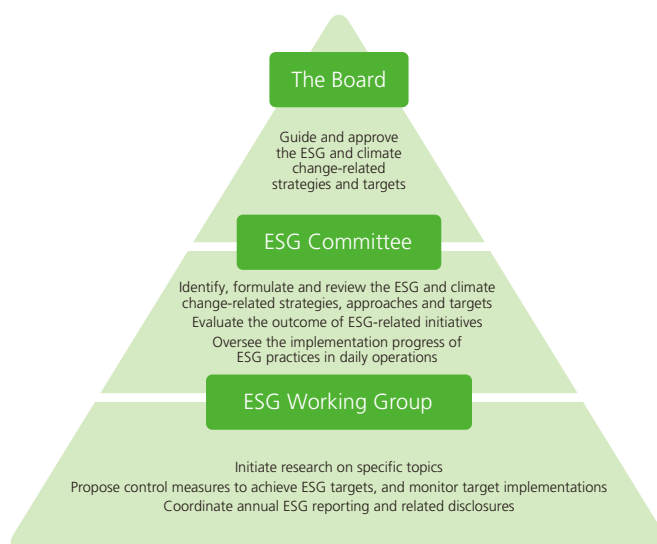 The Board
Guide and approve
the ESG and climate
change-related
strategies and targets
ESG Committee
Identify, formulate and review the ESG and climate
change-related strategies, approaches and targets
Evaluate the outcome of ESG-related initiatives
Oversee the implementation progress of
ESG practices in daily operations
ESG Working Group
Initiate research on specific topics
Propose control measures to achieve ESG targets, and monitor target implementations
Coordinate annual ESG reporting and related disclosures